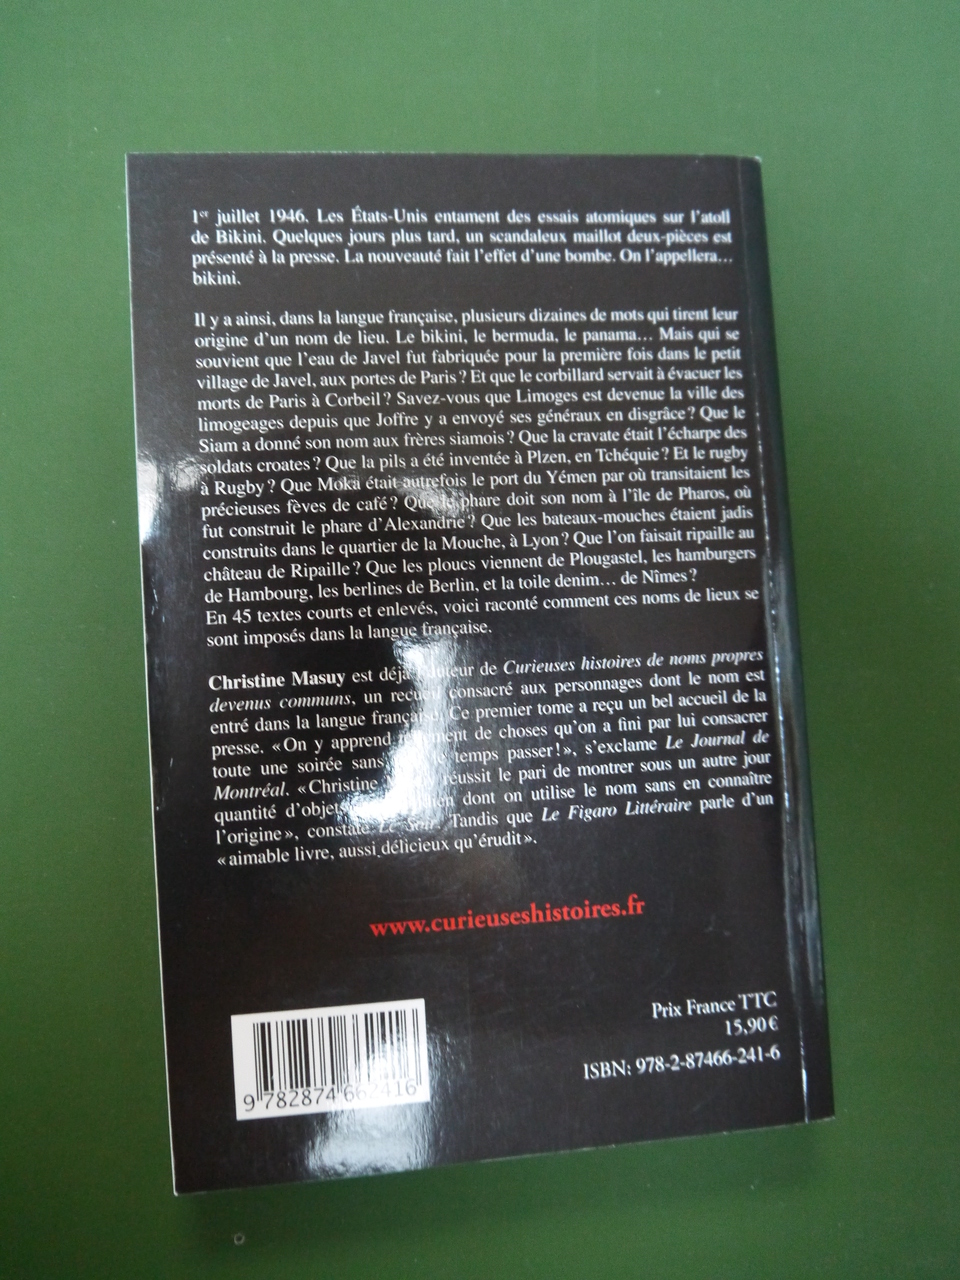 1er juillet 1946. Les États-Unis entament des essais atomiques sur l'atoll
de Bikini. Quelques jours plus tard, un scandaleux maillot deux-pièces est
présenté à la presse. La nouveauté fait l'effet d'une bombe. On l'appellera…
bikini.
Il y a ainsi, dans la langue française, plusieurs dizaines de mots qui tirent leur
origine d'un nom de lieu. Le bikini, le bermuda, le panama… Mais qui se
souvient que l'eau de Javel fut fabriquée pour la première fois dans le petit
village de Javel, aux portes de Paris ? Et que le corbillard servait à évacuer les
morts de Paris à Corbeil ? Savez-vous que Limoges est devenue la ville des
limogeages depuis que Joffre y a envoyé ses généraux en disgrâce ? Que le
Siam a donné son nom aux frères siamois ? Que la cravate était l'écharpe des
soldats croates ? Que la pils a été inventée à Plzen, en Tchéquie ? Et le rugby
à Rugby ? Que Moka était autrefois le port du Yémen par où transitaient les
précieuses fèves de café ? Que le phare doit son nom à l'île de Pharos, où
fut construit le phare d'Alexandrie ? Que les bateaux-mouches étaient jadis
construits dans le quartier de la Mouche, à Lyon ? Que l'on faisait ripaille au
château de Ripaille ? Que les ploucs viennent de Plougastel, les hamburgers
de Hambourg, les berlines de Berlin, et la toile denim… de Nîmes ?
En 45 textes courts et enlevés, voici raconté comment ces noms de lieux se
sont imposés dans la langue française.
Christine Masuy est déjà l'auteur de Curieuses histoires de noms propres
devenus communs, un recueil consacré aux personnages dont le nom est
entré dans la langue française. Ce premier tome a reçu un bel accueil de la
presse. « On y apprend de choses qu'on a fini par lui consacrer
toute une soirée sans temps passer ! », s'exclame Le Journal de
Montréal. « Christine réussit le pari de montrer sous un autre jour
quantité d'objets dont on utilise le nom sans en connaître
l'origine », constate Le Soir. Tandis que Le Figaro Littéraire parle d'un
« aimable livre, aussi délicieux qu'érudit ».
www.curieuseshistoires.fr
Prix France TTC
15,90 €
ISBN: 978-2-87466-241-6
9 782874 662416